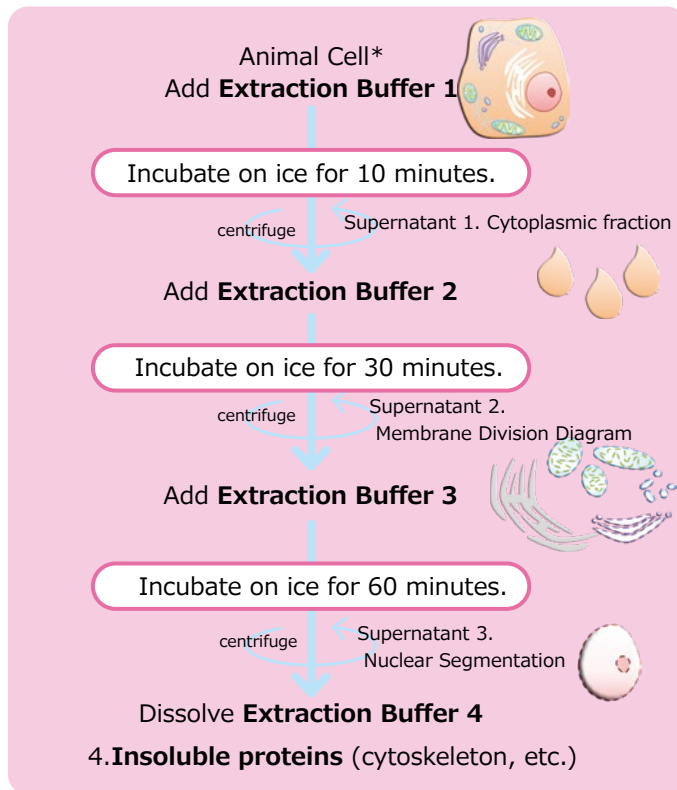 Animal Cell*
Add Extraction Buffer 1
Incubate on ice for 10 minutes.
centrifuge
Supernatant 1. Cytoplasmic fraction
Add Extraction Buffer 2
Incubate on ice for 30 minutes.
centrifuge
Supernatant 2.
Membrane Division Diagram
Add Extraction Buffer 3
Incubate on ice for 60 minutes.
centrifuge
Supernatant 3.
Nuclear Segmentation
Dissolve Extraction Buffer 4
4.Insoluble proteins (cytoskeleton, etc.)